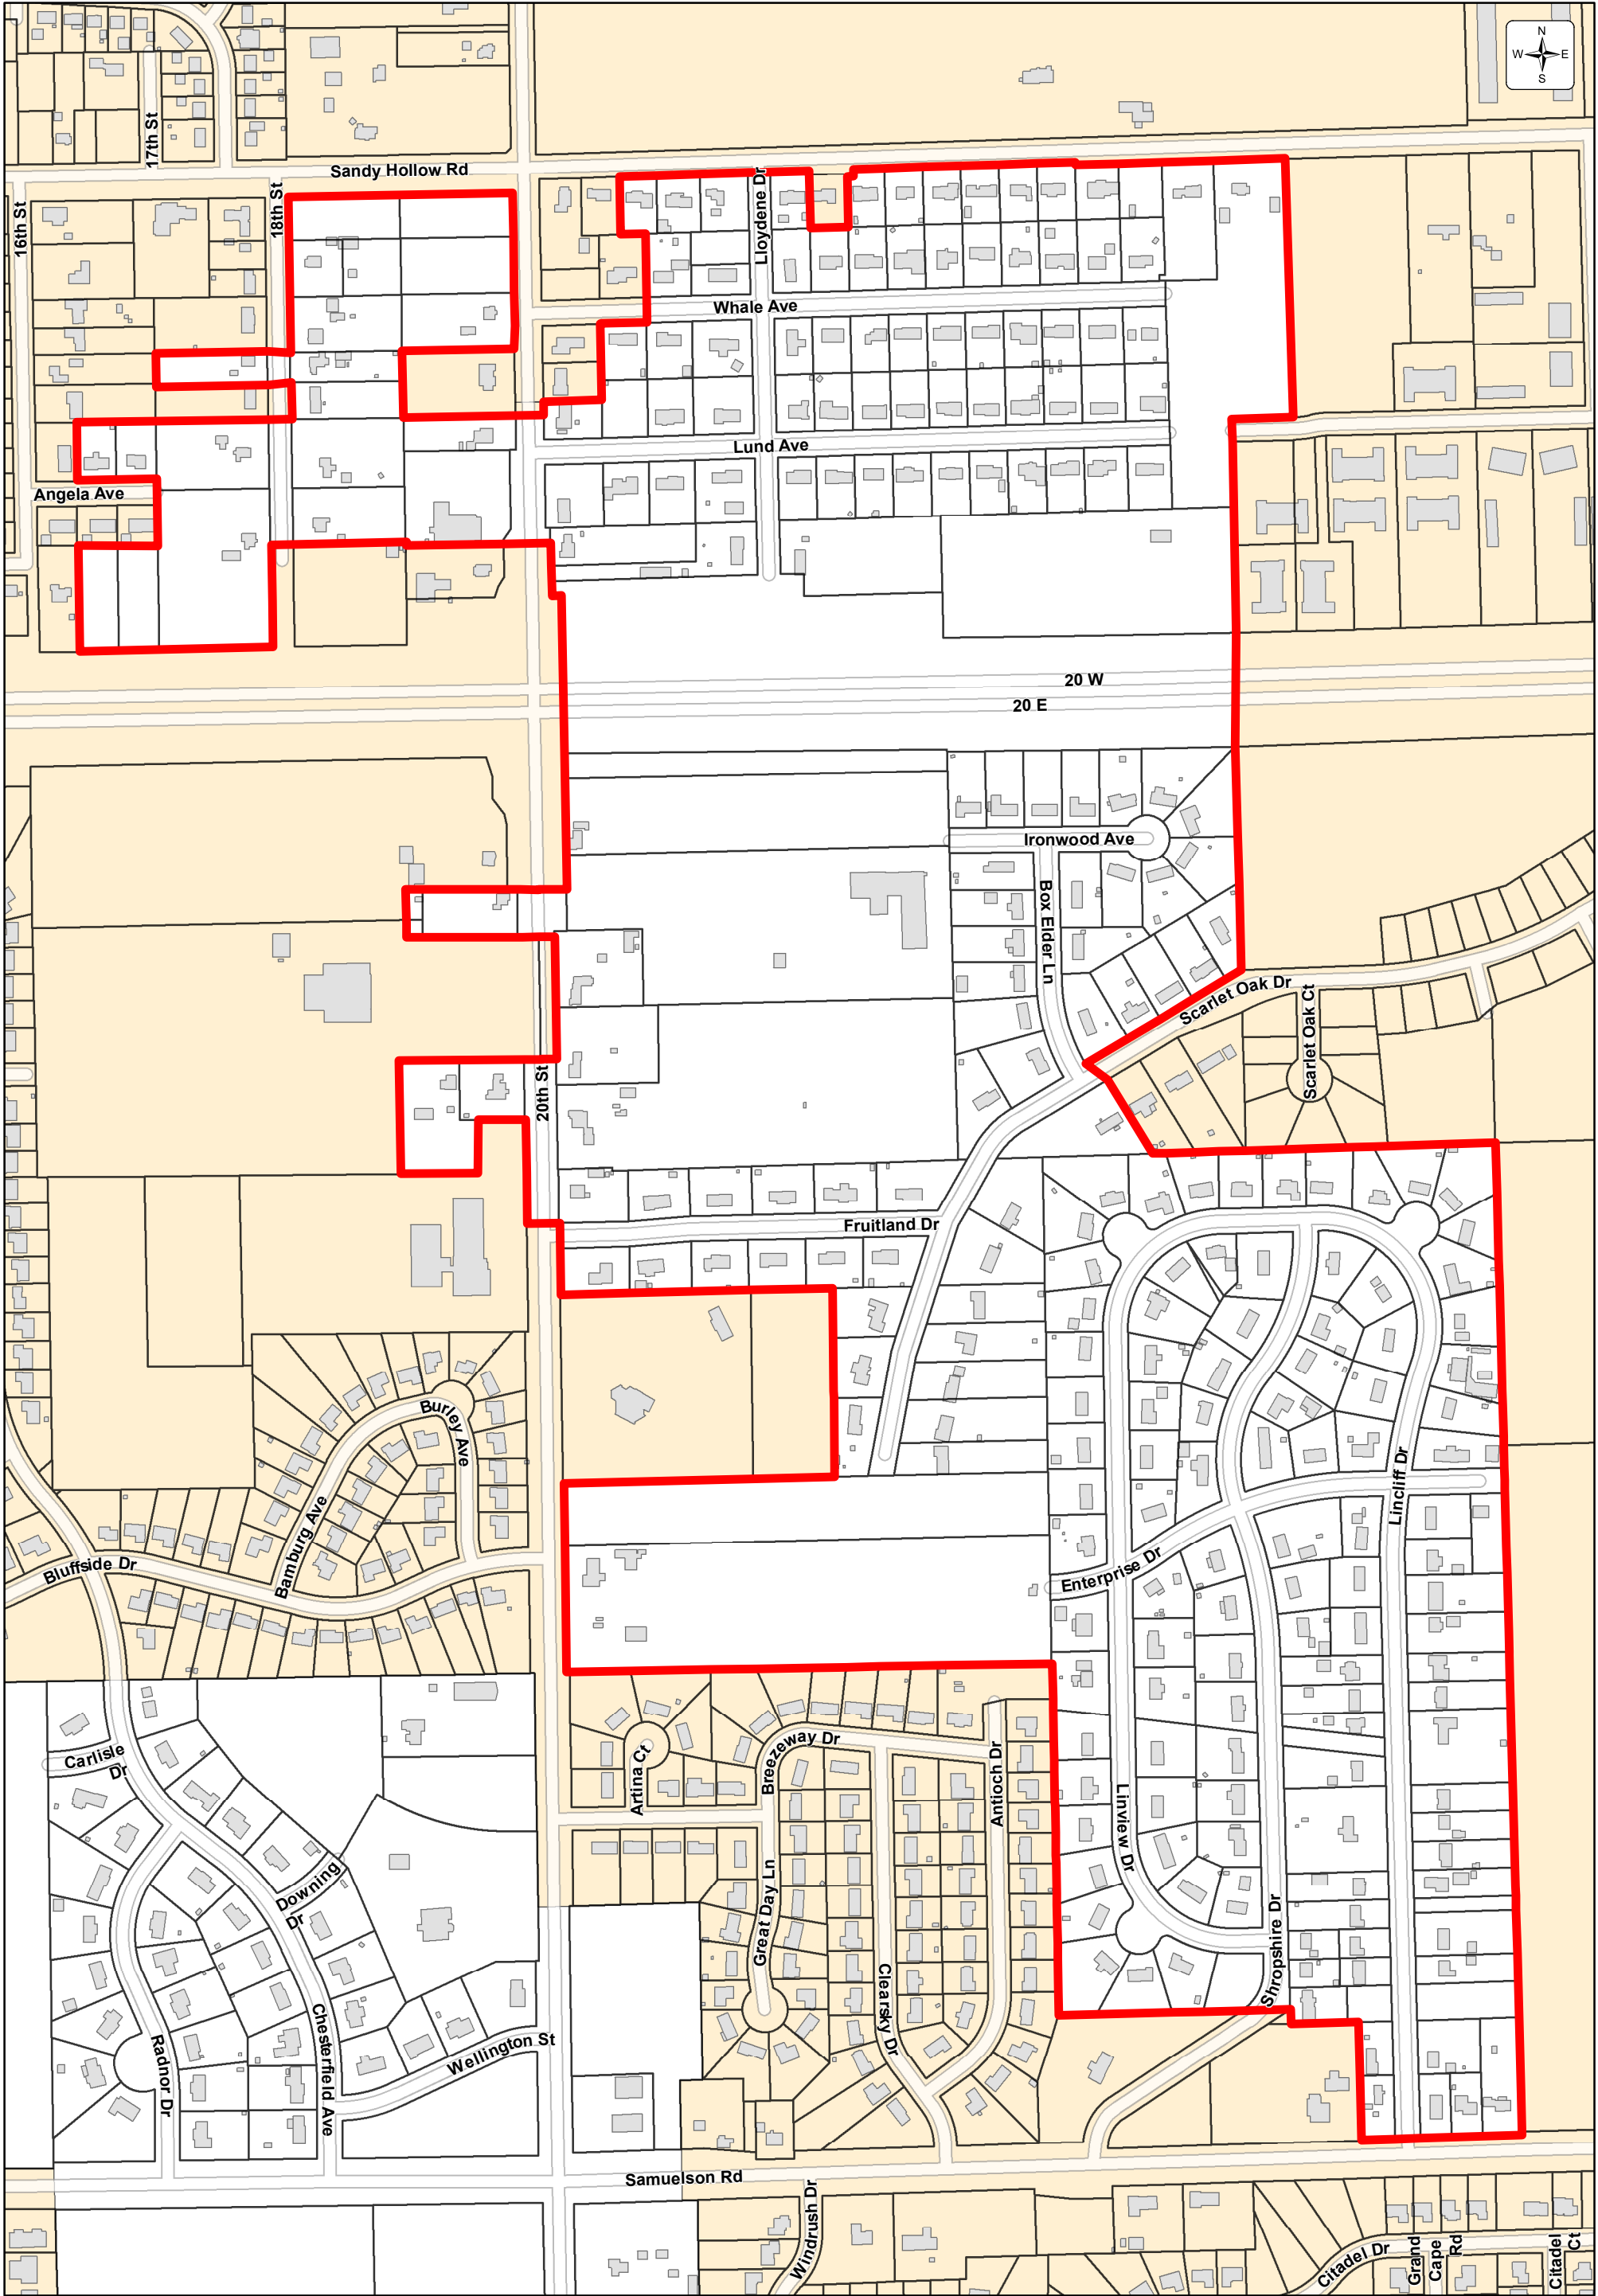 N
W E
S
17th St
Sandy Hollow Rd
16th St
18th St
Lloydene Dr
Whale Ave
Lund Ave
Angela Ave
20 W
20 E
Ironwood Ave
Box Elder Ln
Scarlet Oak Dr
Scarlet Oak Ct
20th St
Fruitland Dr
Burley Ave
Bamburg Ave
Lincliff Dr
Bluffside Dr
Enterprise Dr
Carlisle
Dr
Artina Ct
Breezeway Dr
Antioch Dr
Linview Dr
Downing
Dr
Great Day Ln
Clearsky Dr
Shropshire Dr
Radnor Dr
Chesterfield Ave
Wellington St
Samuelson Rd
Windrush Dr
Citadel Dr
Grand
Cape
Rd
Citadel
Ct